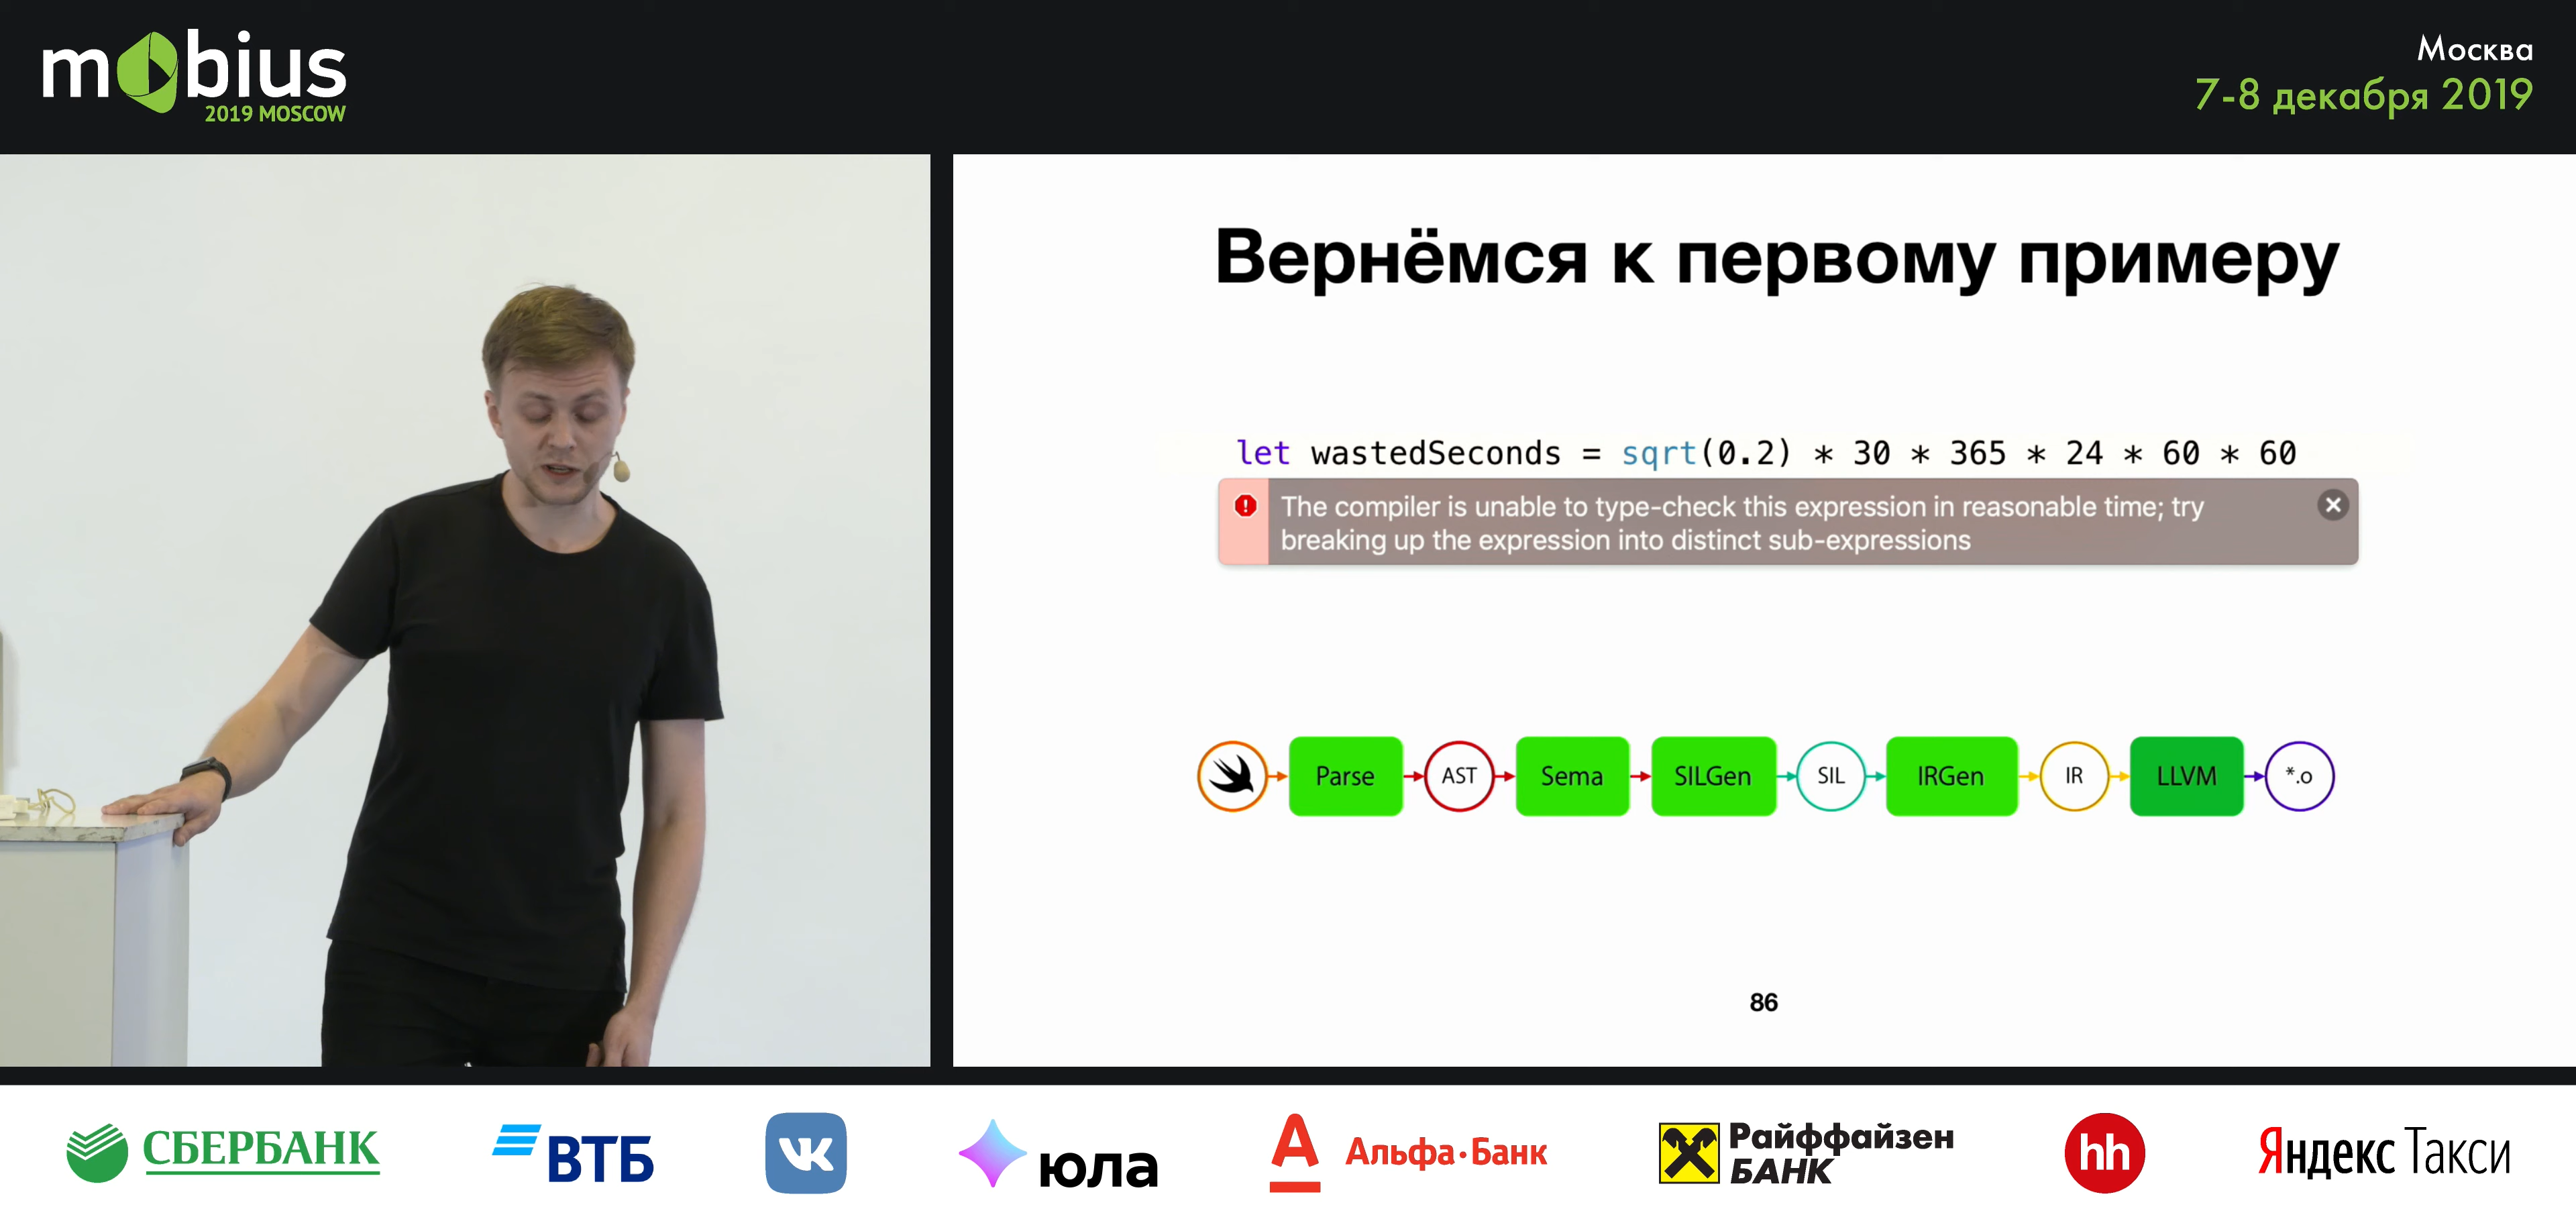 mobius
2019 MOSCOW
Москва
7-8 декабря 2019
Вернёмся к первому примеру
let wastedSeconds = sqrt(0.2) * 30 * 365 * 24 * 60 * 60
The compiler is unable to type-check this expression in reasonable time; try
breaking up the expression into distinct sub-expressions
Parse AST Sema SILGen SIL IRGen IR LLVM *.o
86
СБЕРБАНК
ВТБ
VK
юла
Альфа·Банк
Райффайзен
БАНК
hh
Яндекс Такси